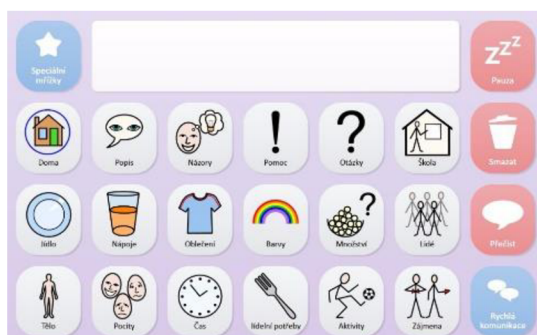 Speciální
mřížky
zzz
Pauza
Doma
Popis
Názory
!
Pomoc
?
Otázky
Škola
Smazat
Jídlo
Nápoje
Oblečení
Barvy
?
Množství
Lidé
Přečíst
Tělo
Pocity
Čas
Jídelní potřeby
Aktivity
Zájmena
Rychlá
komunikace